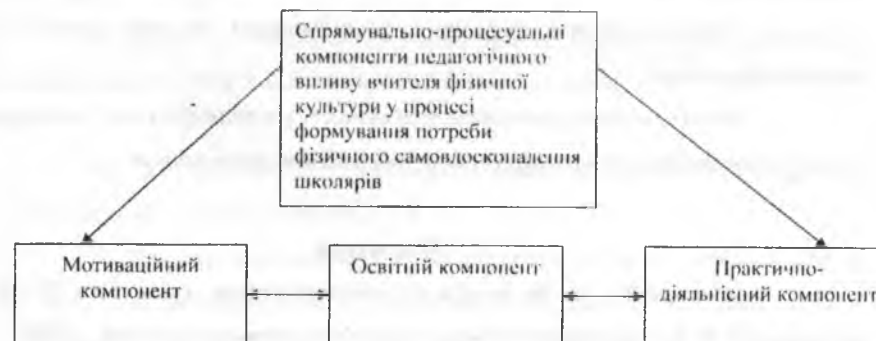 Спрямувально-процесуальні
компоненти педагогічного
впливу вчителя фізичної
культури у процесі
формування потреби
фізичного самовдосконалення
школярів
Мотиваційний
компонент
Освітній компонент
Практично-
діяльнісний компонент